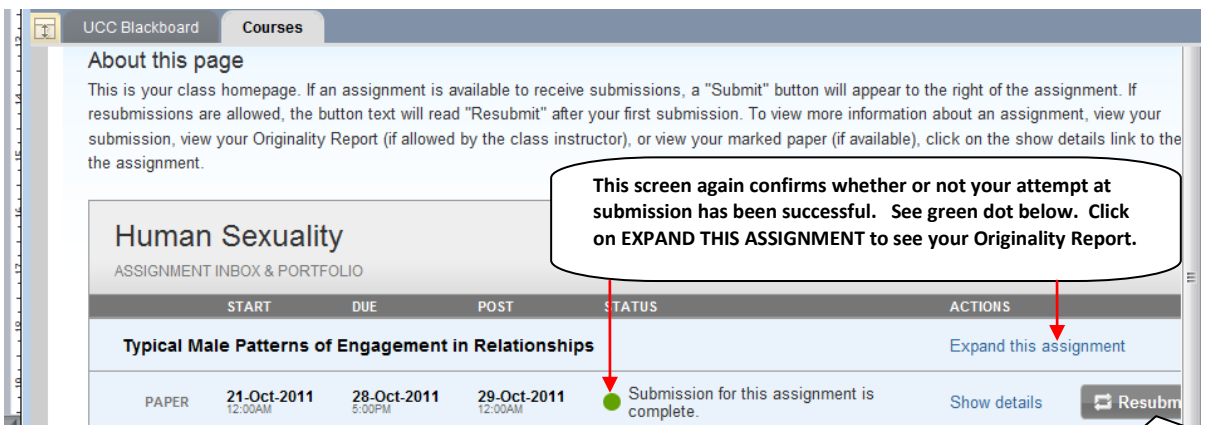 UCC Blackboard Courses
About this page
This is your class homepage. If an assignment is available to receive submissions, a "Submit" button will appear to the right of the assignment. If
resubmissions are allowed, the button text will read "Resubmit" after your first submission. To view more information about an assignment, view your
submission, view your Originality Report (if allowed by the class instructor), or view your marked paper (if available), click on the show details link to the
the assignment.
This screen again confirms whether or not your attempt at
submission has been successful. See green dot below. Click
on EXPAND THIS ASSIGNMENT to see your Originality Report.
Human Sexuality
ASSIGNMENT INBOX & PORTFOLIO
START DUE POST STATUS ACTIONS
Typical Male Patterns of Engagement in Relationships Expand this assignment
PAPER 21-Oct-2011 28-Oct-2011 29-Oct-2011 Submission for this assignment is Show details Resubm
12:00AM 5:00PM 12:00AM complete.